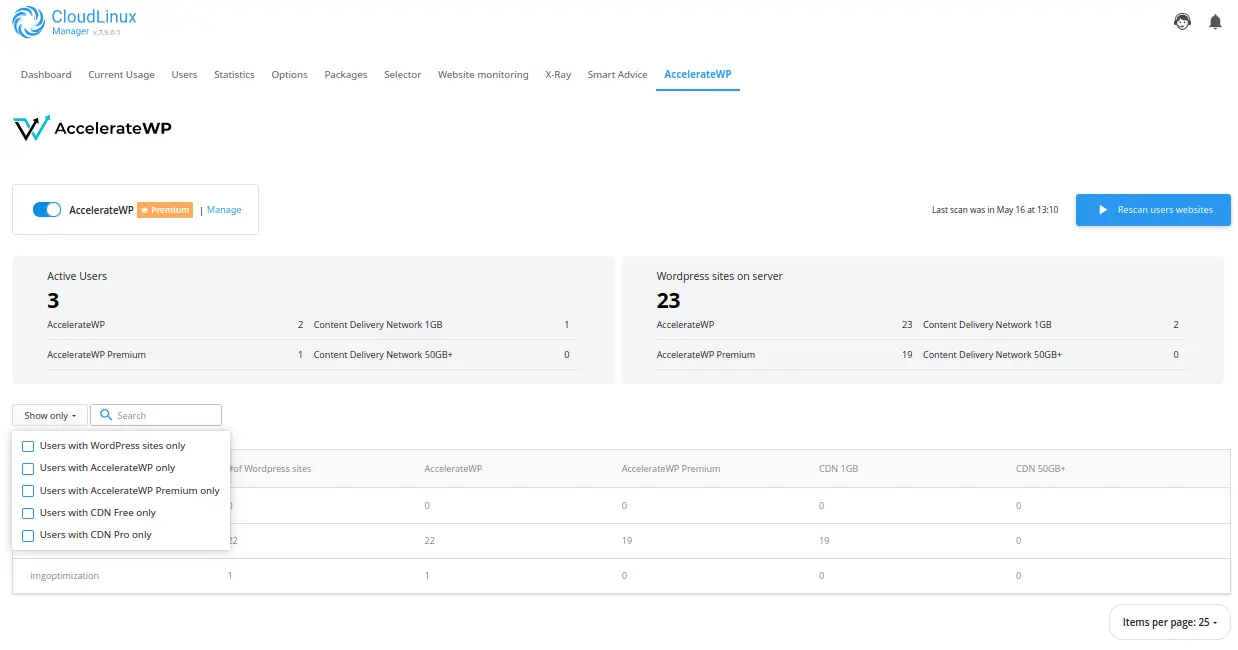 CloudLinux
Manager v.7.9.0-1
Dashboard Current Usage Users Statistics Options Packages Selector Website monitoring X-Ray Smart Advice AccelerateWP
AccelerateWP
AccelerateWP Premium | Manage
Last scan was in May 16 at 13:10
Rescan users websites
Active Users
3
AccelerateWP 2 Content Delivery Network 1GB 1
AccelerateWP Premium 1 Content Delivery Network 50GB+ 0
Wordpress sites on server
23
AccelerateWP 23 Content Delivery Network 1GB 2
AccelerateWP Premium 19 Content Delivery Network 50GB+ 0
Show only
Search
Users with WordPress sites only
Users with AccelerateWP only
Users with AccelerateWP Premium only
Users with CDN Free only
Users with CDN Pro only
#of Wordpress sites AccelerateWP AccelerateWP Premium CDN 1GB CDN 50GB+
0 0 0 0 0
22 22 19 19 0
imgoptimization 1 1 0 0 0
Items per page: 25